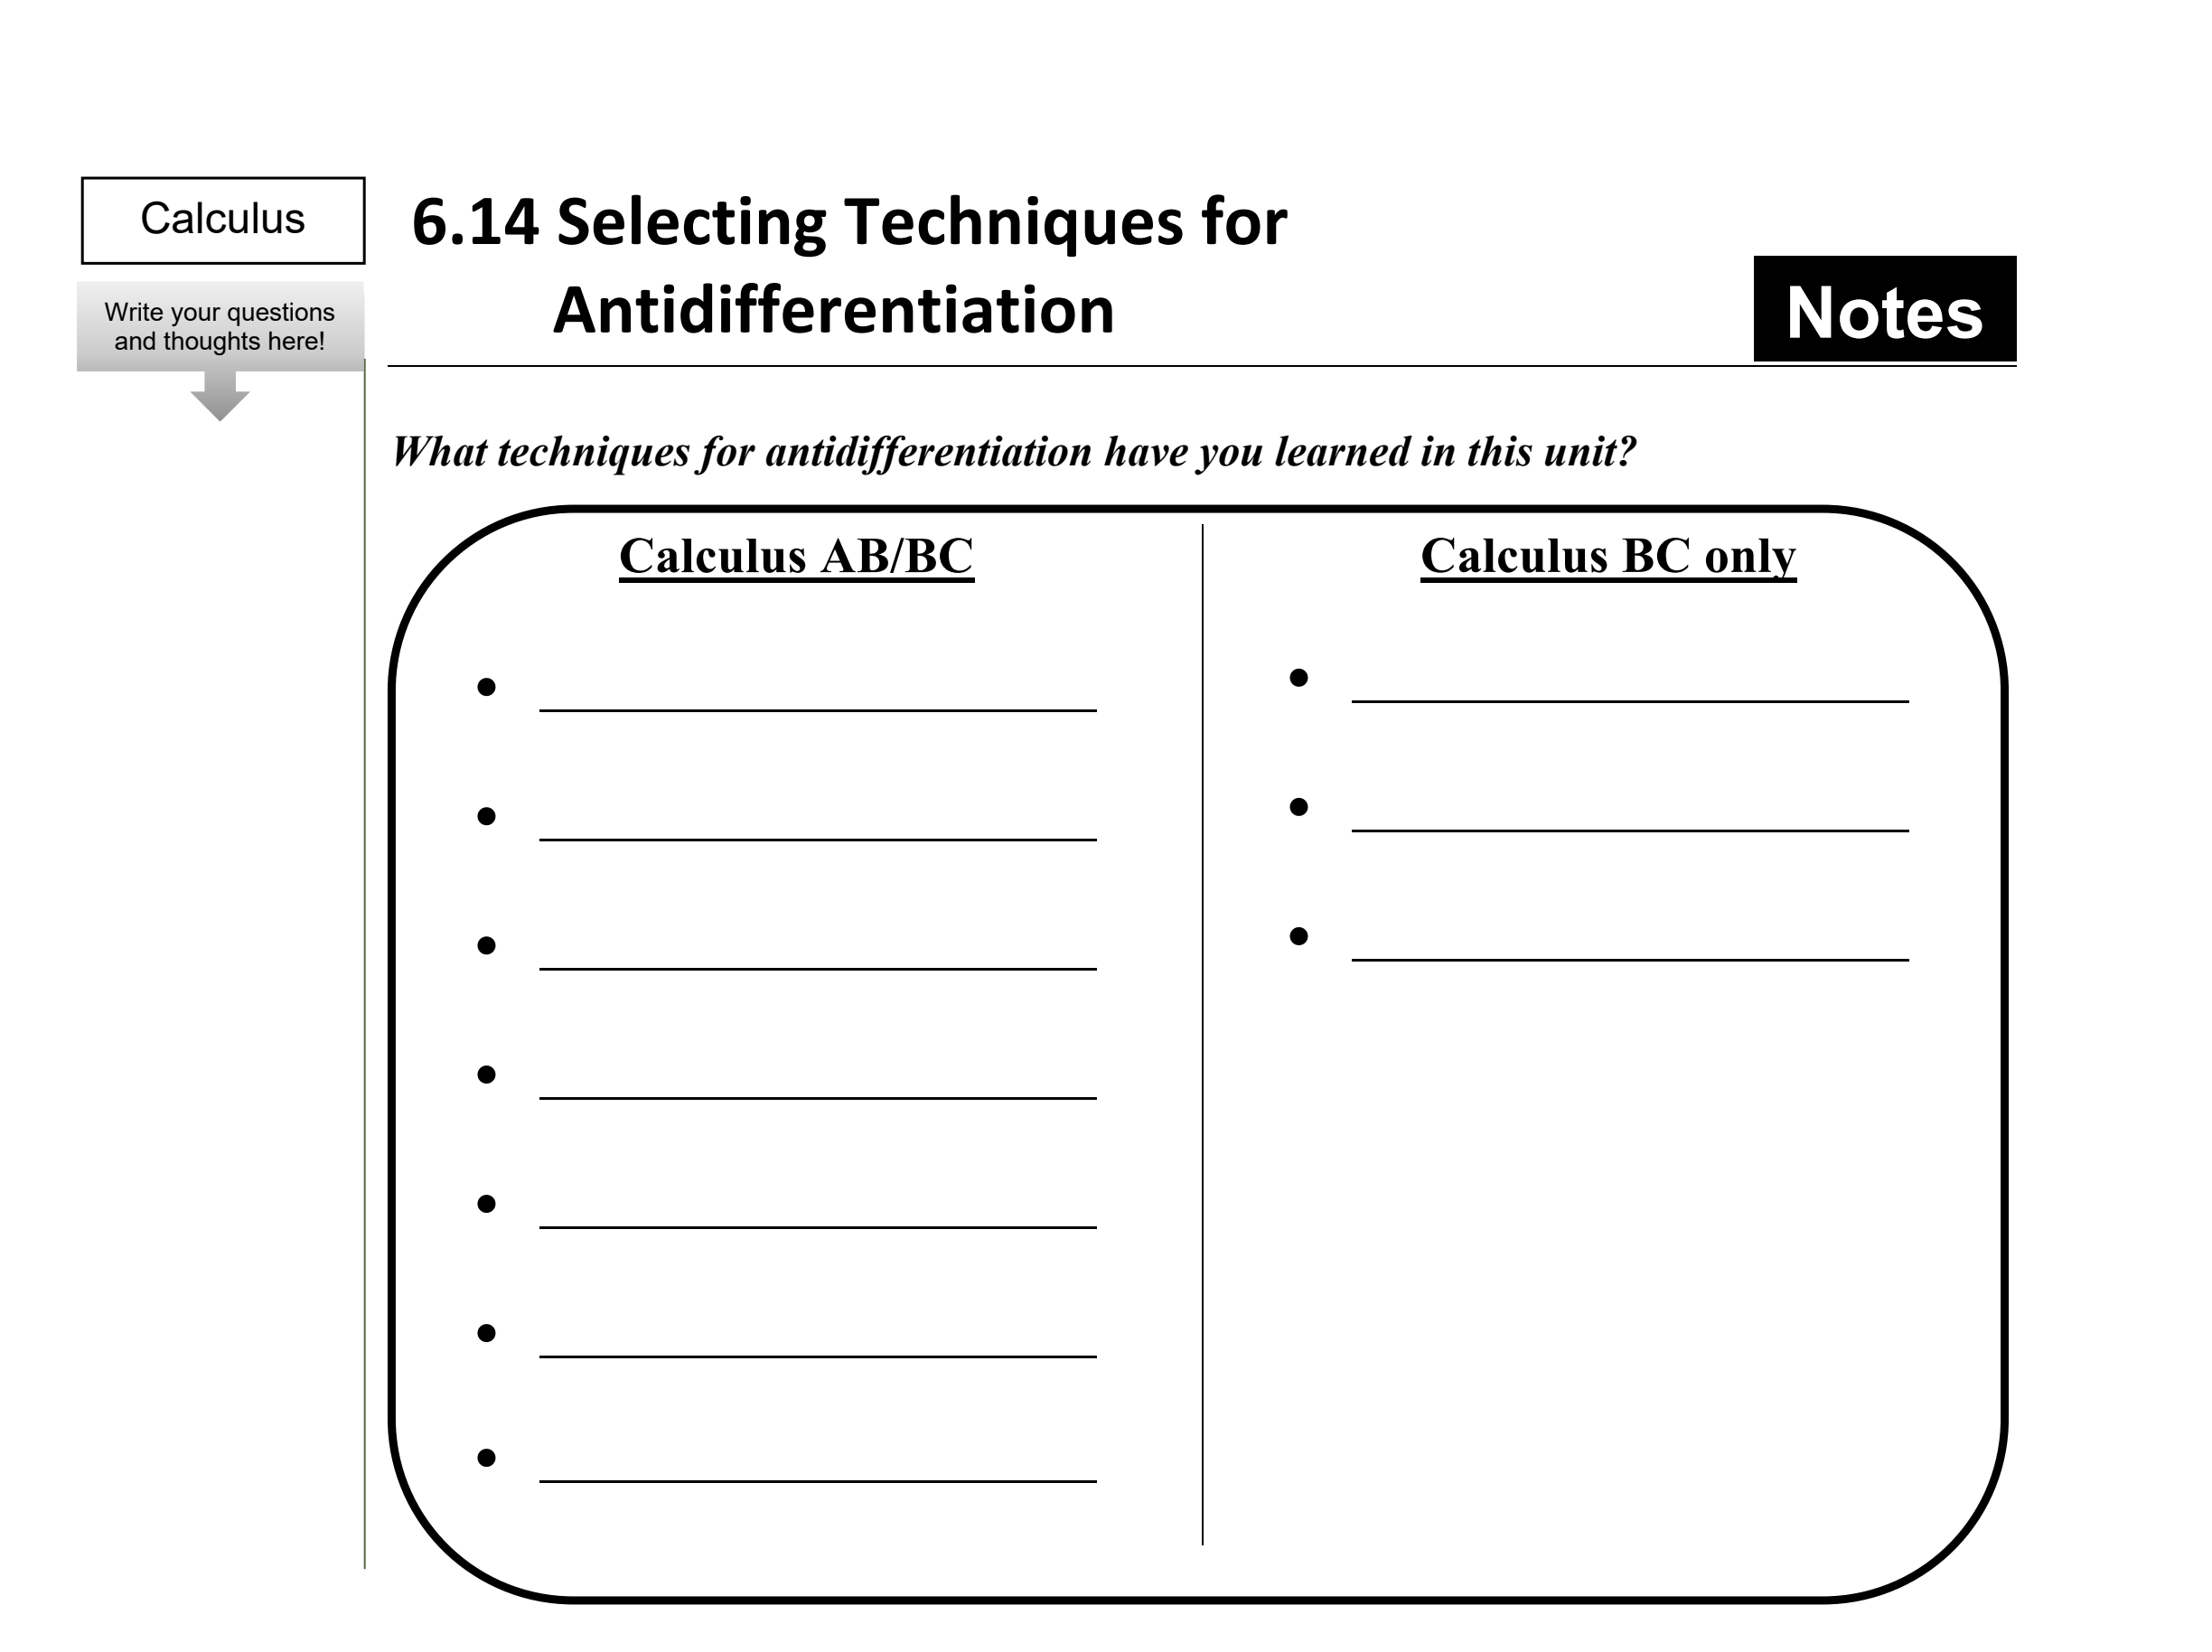 Calculus
6.14 Selecting Techniques for
Antidifferentiation
Write your questions
and thoughts here!
Notes
What techniques for antidifferentiation have you learned in this unit?
Calculus AB/BC
Calculus BC only